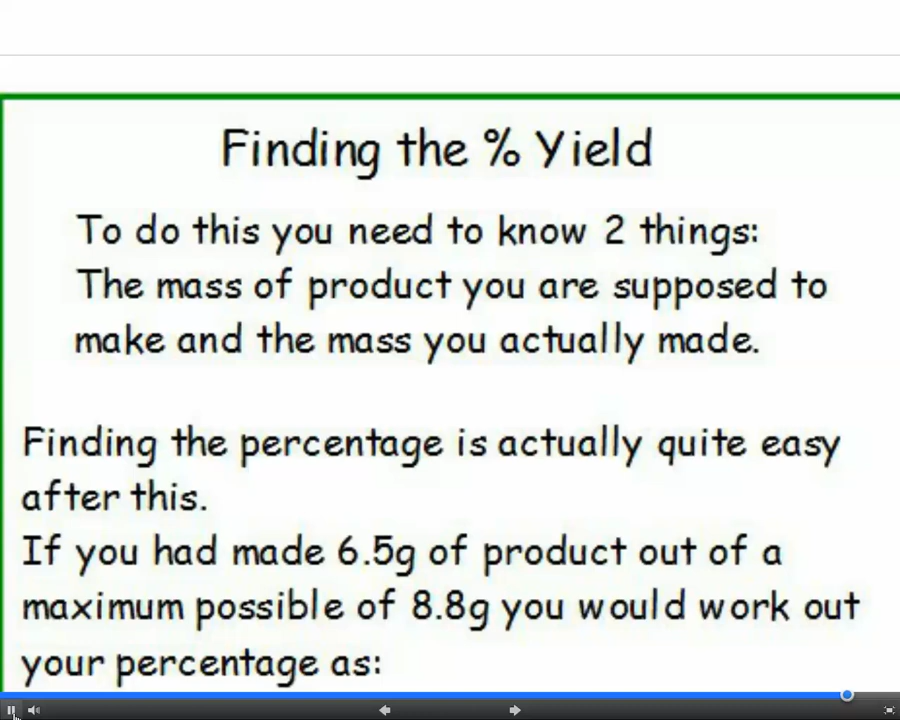 Finding the % Yield
To do this you need to know 2 things:
The mass of product you are supposed to
make and the mass you actually made.
Finding the percentage is actually quite easy
after this.
If you had made 6.5g of product out of a
maximum possible of 8.8g you would work out
your percentage as: